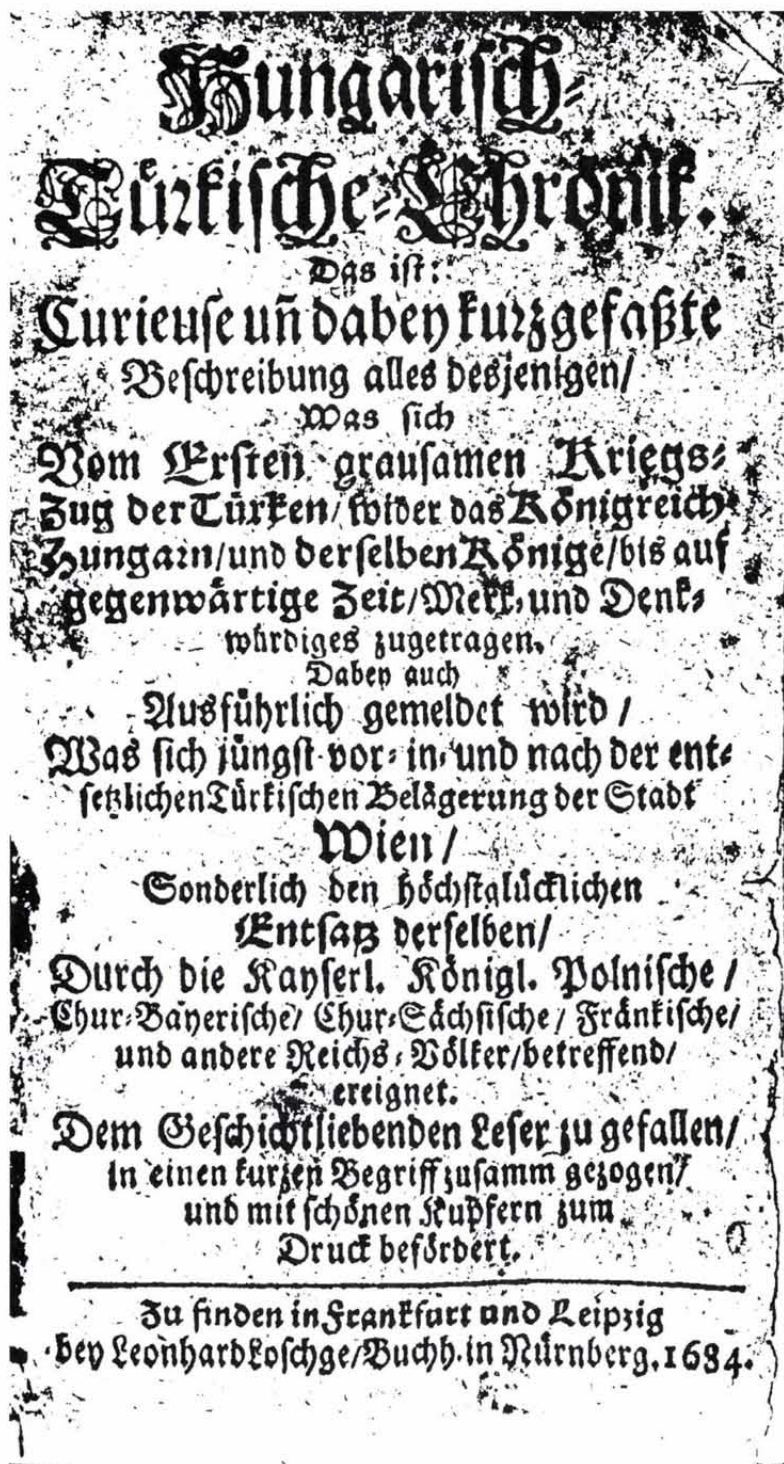 Hungarisch-
Türkische-Chronik.
Das ist:
Curieuse uñ dabey kurzgefaßte
Beschreibung alles desjenigen/
Was sich
Vom Ersten grausamen Kriegs-
Zug der Türken/wider das Königreich
Hungarn/und derselben Könige/bis auf
gegenwärtige Zeit/Merk-und Denk-
würdiges zugetragen.
Dabey auch
Ausführlich gemeldet wird/
Was sich jüngst vor-in-und nach der ent-
setzlichen Türkischen Belägerung der Stadt
Wien/
Sonderlich den höchstglücklichen
Entsatz derselben/
Durch die Kayserl. Königl. Polnische/
Chur-Bayerische/ Chur-Sächsische/ Fränkische/
und andere Reichs-Völker/betreffend/
ereignet.
Dem Geschichtliebenden Leser zu gefallen/
in einen kurzen Begriff zusamm gezogen/
und mit schönen Kupfern zum
Druck befördert.
Zu finden in Frankfurt und Leipzig
bey Leonhard Loschge/Buchh.in Nürnberg.1684.